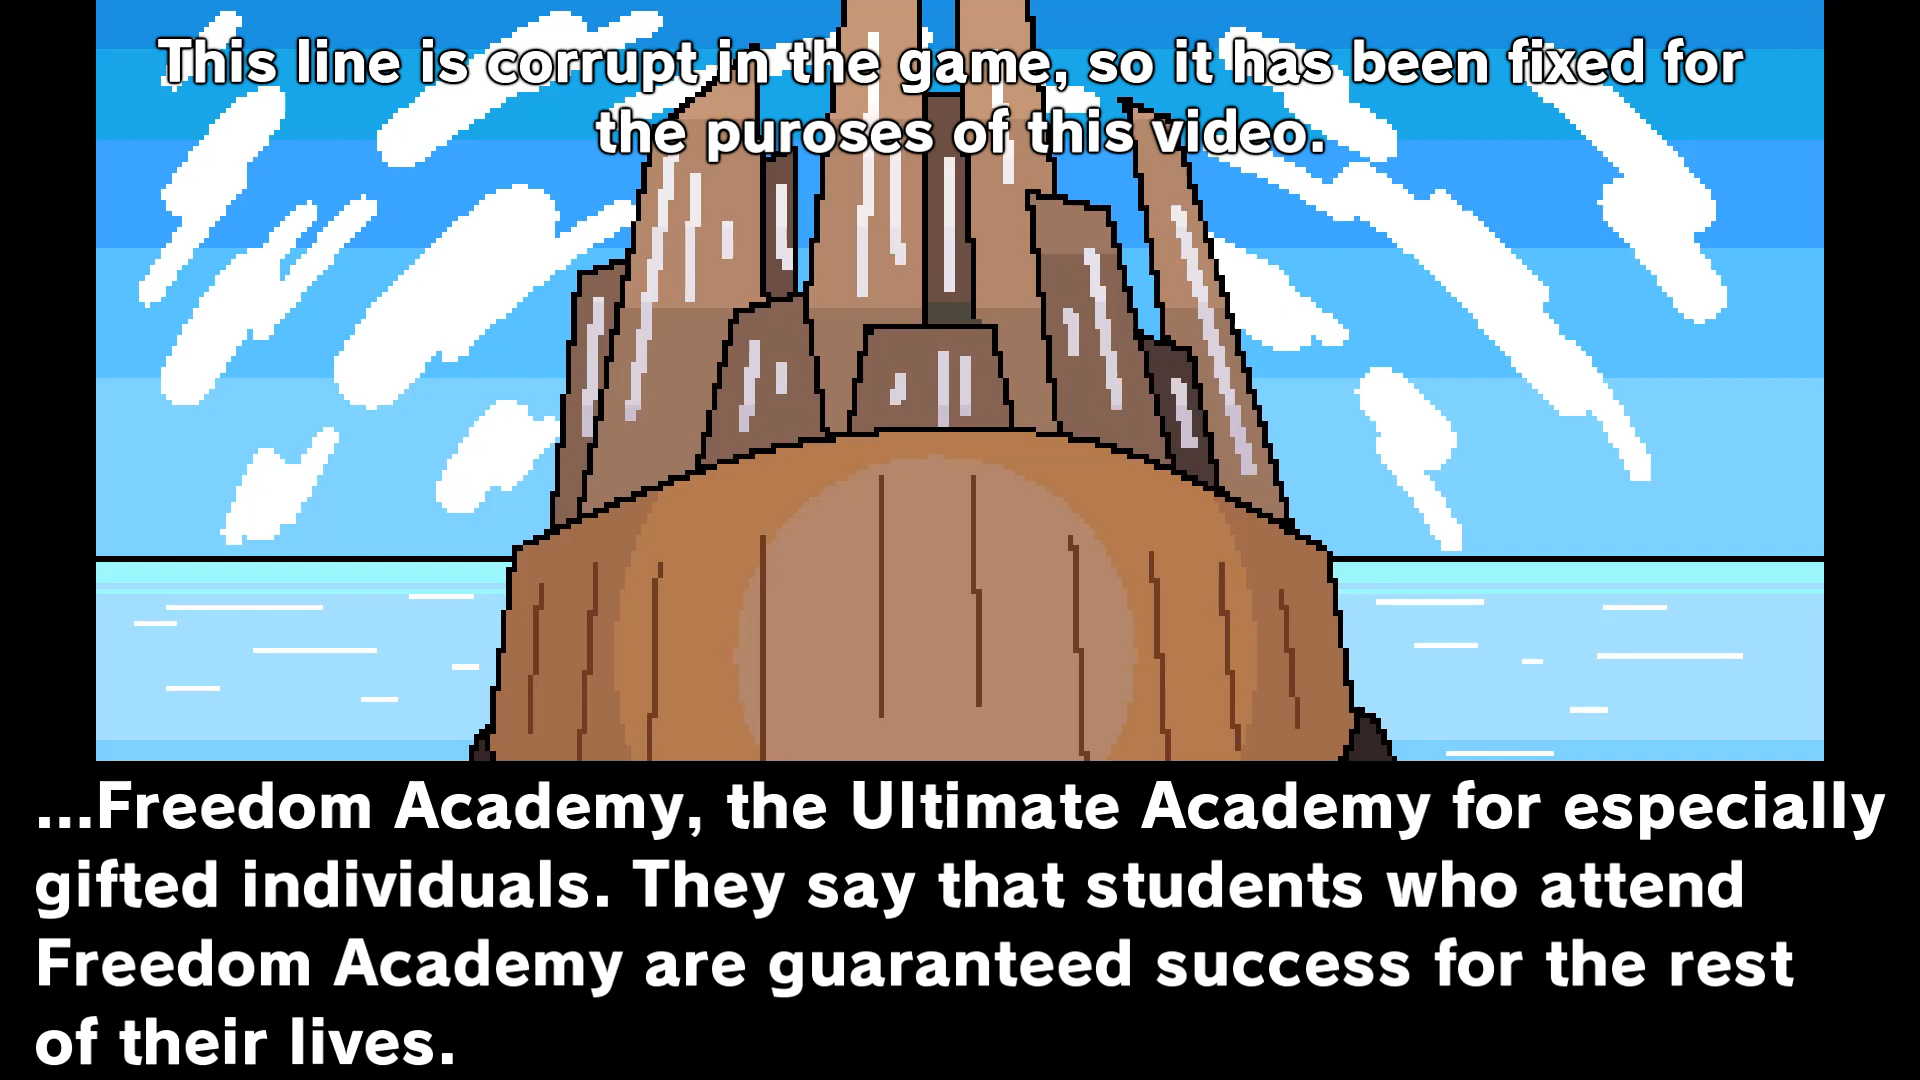 This line is corrupt in the game, so it has been fixed for
the puroses of this video.
...Freedom Academy, the Ultimate Academy for especially
gifted individuals. They say that students who attend
Freedom Academy are guaranteed success for the rest
of their lives.